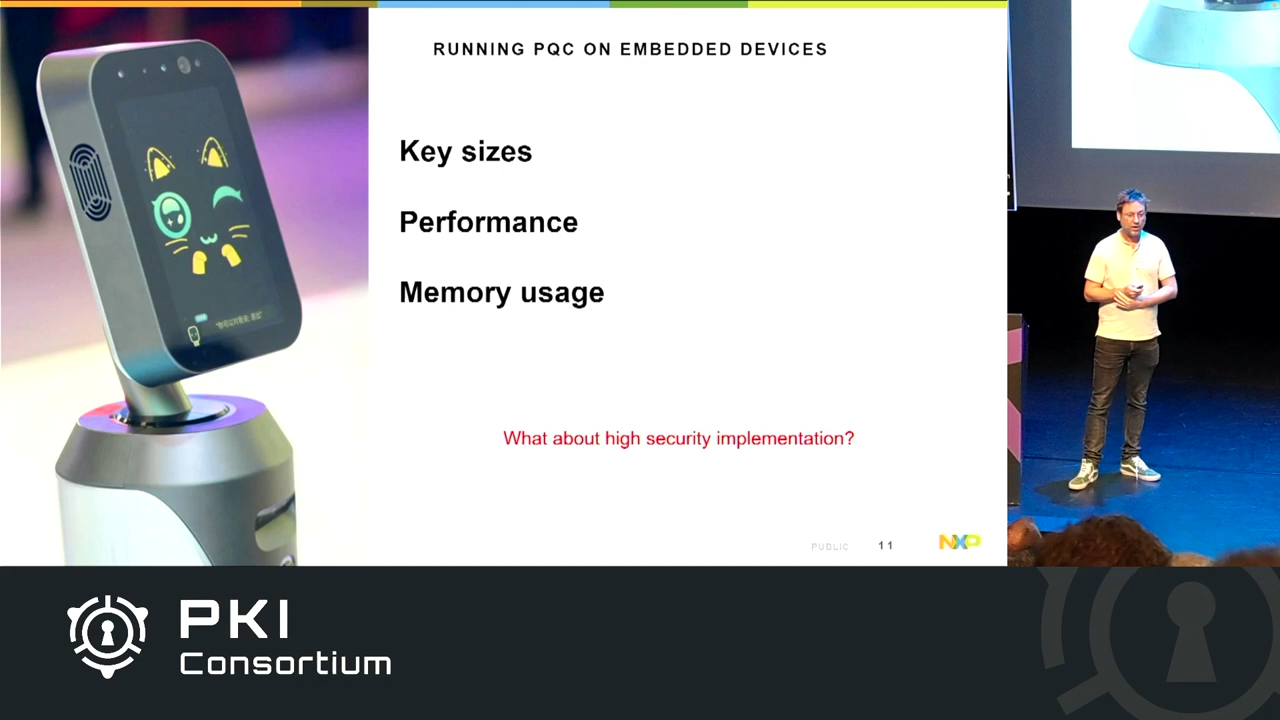 RUNNING PQC ON EMBEDDED DEVICES
Key sizes
Performance
Memory usage
What about high security implementation?
PUBLIC
11
NXP
PKI
Consortium